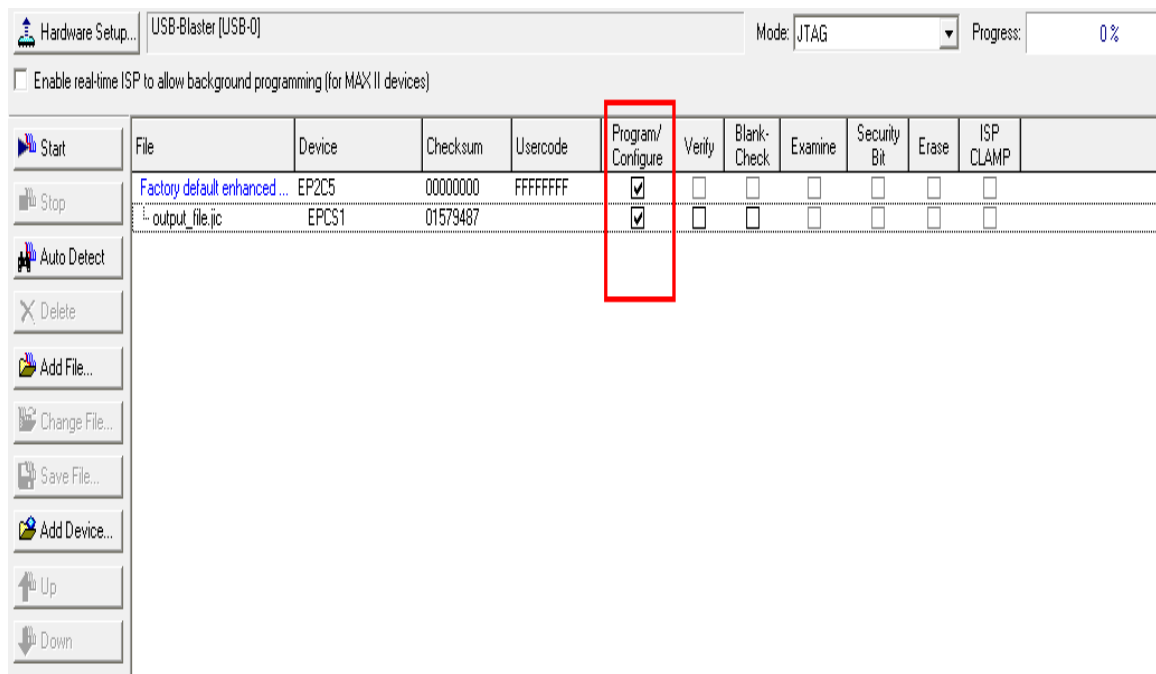 Hardware Setup... USB-Blaster [USB-0] Mode: JTAG Progress: 0 %
Enable real-time ISP to allow background programming (for MAX II devices)
Start
Stop
Auto Detect
Delete
Add File...
Change File...
Save File...
Add Device...
Up
Down
File Device Checksum Usercode Program/ Configure Verify Blank- Check Examine Security Bit Erase ISP CLAMP
Factory default enhanced ... EP2C5 00000000 FFFFFFFF
output_file.jic EPCS1 01579487